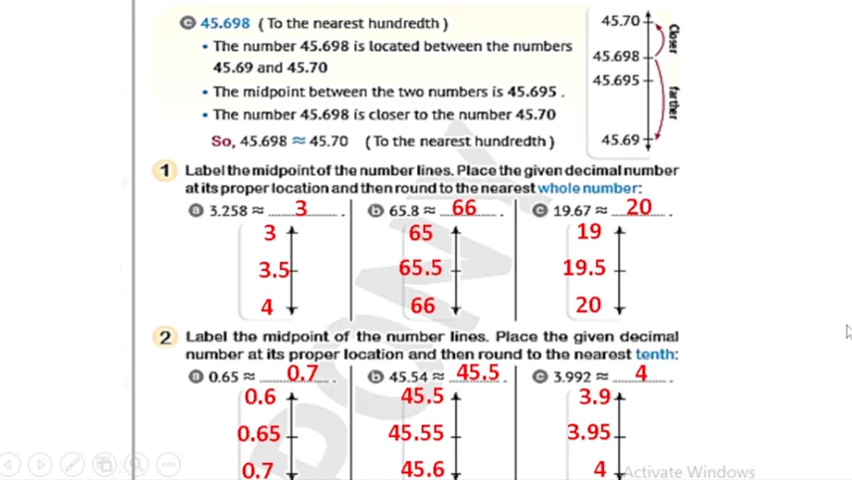 c 45.698 ( To the nearest hundredth )
• The number 45.698 is located between the numbers
45.69 and 45.70
• The midpoint between the two numbers is 45.695 .
• The number 45.698 is closer to the number 45.70
So, 45.698 ≈ 45.70 ( To the nearest hundredth )
45.70
45.698
45.695
45.69
Closer
farther
1 Label the midpoint of the number lines. Place the given decimal number
at its proper location and then round to the nearest whole number:
a 3.258 ≈ 3 . b 65.8 ≈ 66 . c 19.67 ≈ 20 .
3 65 19
3.5 65.5 19.5
4 66 20
2 Label the midpoint of the number lines. Place the given decimal
number at its proper location and then round to the nearest tenth:
a 0.65 ≈ 0.7 . b 45.54 ≈ 45.5 . c 3.992 ≈ 4 .
0.6 45.5 3.9
0.65 45.55 3.95
0.7 45.6 4
PONY
Activate Windows